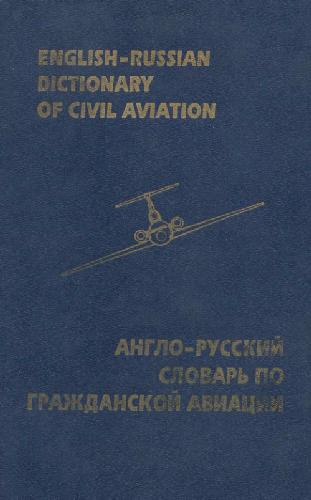 ENGLISH-RUSSIAN
DICTIONARY
OF CIVIL AVIATION
АНГЛО-РУССКИЙ
СЛОВАРЬ ПО
ГРАЖДАНСКОЙ АВИАЦИИ